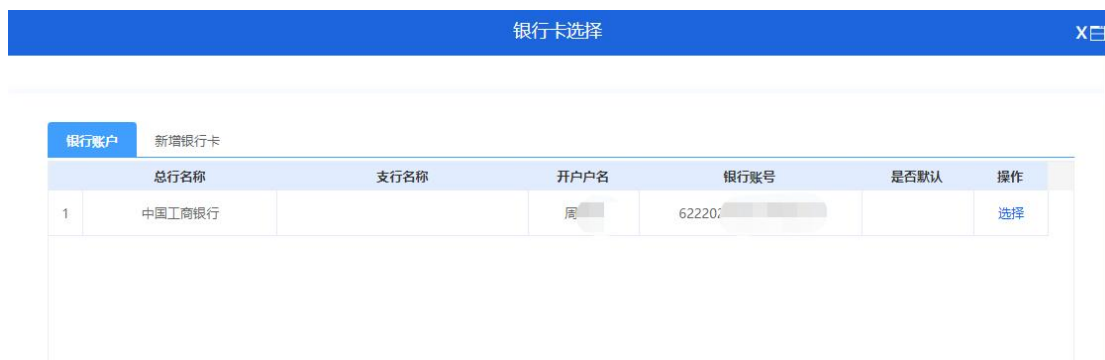 银行卡选择
X
银行账户 新增银行卡
总行名称 支行名称 开户户名 银行账号 是否默认 操作
1 中国工商银行 周 62220 选择